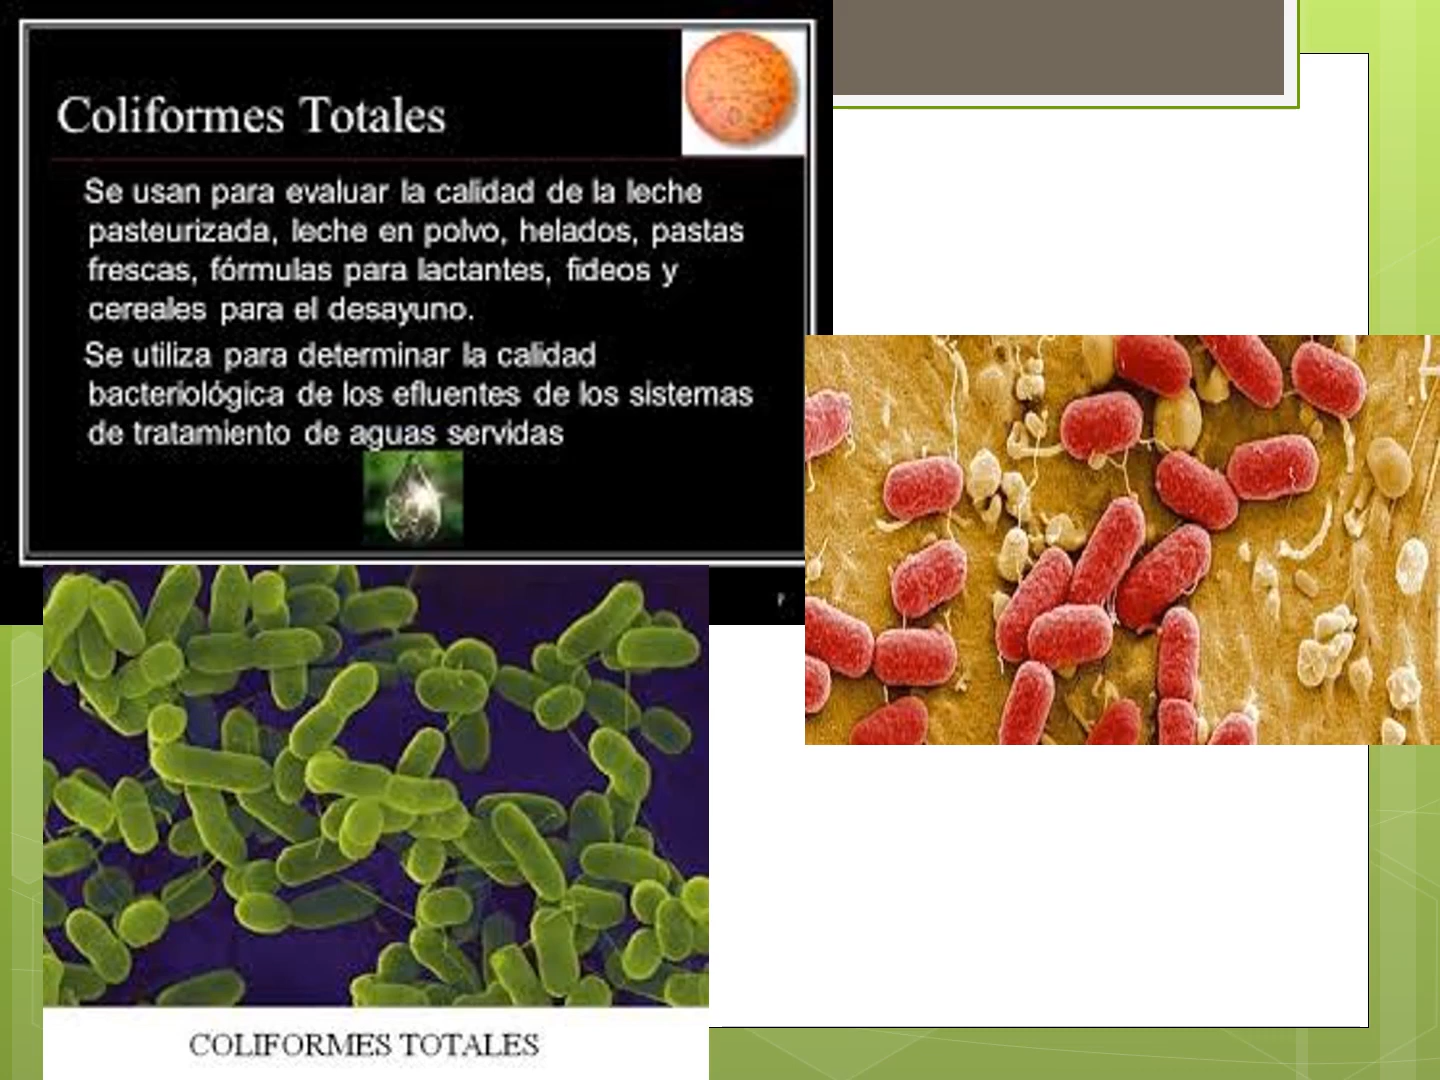 Coliformes Totales
Se usan para evaluar la calidad de la leche
pasteurizada, leche en polvo, helados, pastas
frescas, fórmulas para lactantes, fideos y
cereales para el desayuno.
Se utiliza para determinar la calidad
bacteriológica de los efluentes de los sistemas
de tratamiento de aguas servidas
COLIFORMES TOTALES